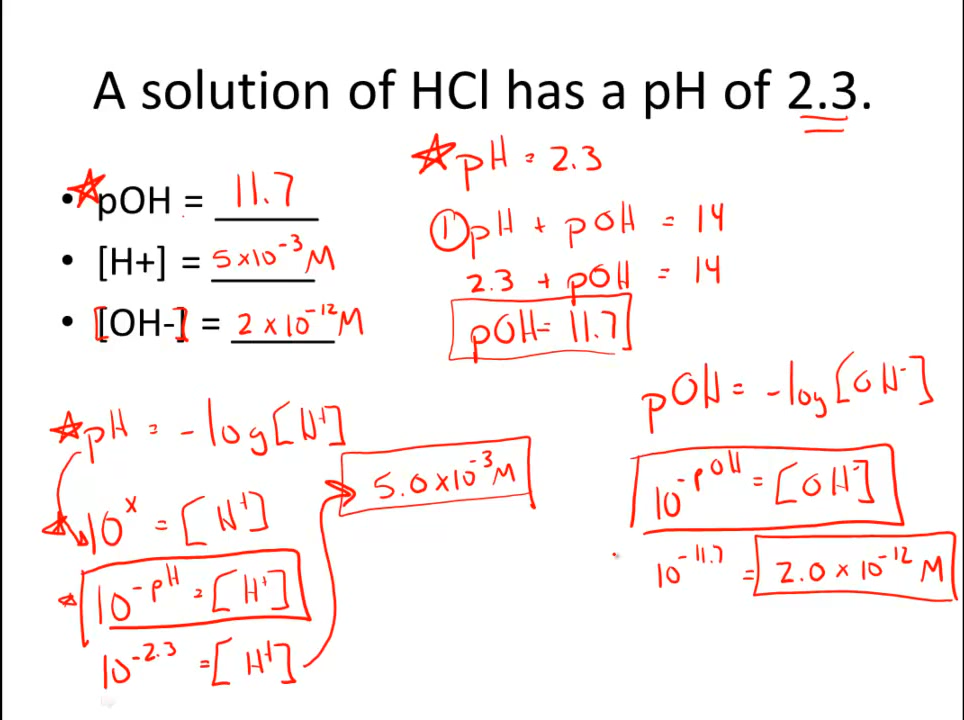 A solution of HCl has a pH of 2.3.
• pOH = 11.7
• [H+] = 5 x 10⁻³ M
• [OH-] = 2 x 10⁻¹² M
pH = 2.3
① pH + pOH = 14
2.3 + pOH = 14
pOH = 11.7
pH = -log[H⁺]
10ˣ = [H⁺]
10^-pH = [H⁺]
10^-2.3 = [H⁺]
5.0 x 10⁻³ M
pOH = -log[OH⁻]
10^-pOH = [OH⁻]
10^-11.7 = 2.0 x 10⁻¹² M